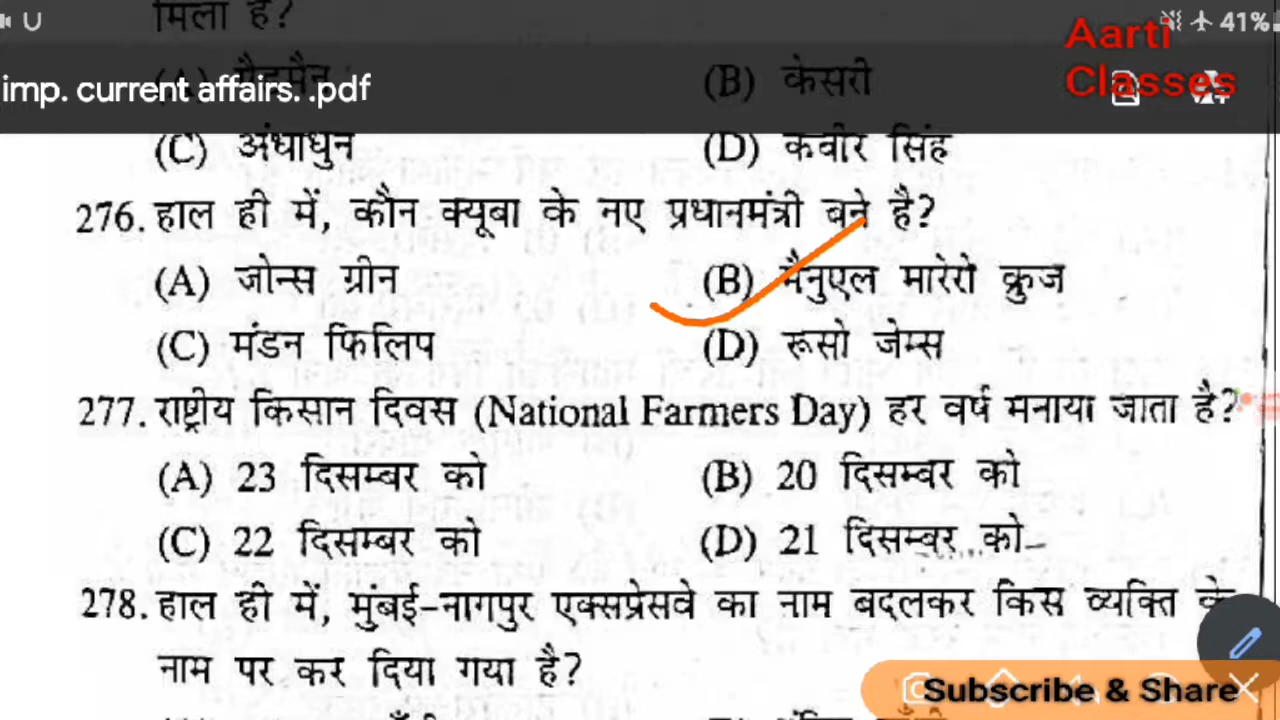 U
41%
मिला है?
Aarti
Classes
imp. current affairs. .pdf
(A) पैडमैन (B) केसरी
(C) अंधाधुन (D) कबीर सिंह
276. हाल ही में, कौन क्यूबा के नए प्रधानमंत्री बने है?
(A) जोन्स ग्रीन (B) मैनुएल मारेरो क्रुज
(C) मंडन फिलिप (D) रूसो जेम्स
277. राष्ट्रीय किसान दिवस (National Farmers Day) हर वर्ष मनाया जाता है?
(A) 23 दिसम्बर को (B) 20 दिसम्बर को
(C) 22 दिसम्बर को (D) 21 दिसम्बर को
278. हाल ही में, मुंबई-नागपुर एक्सप्रेसवे का नाम बदलकर किस व्यक्ति के
नाम पर कर दिया गया है?
Subscribe & Share